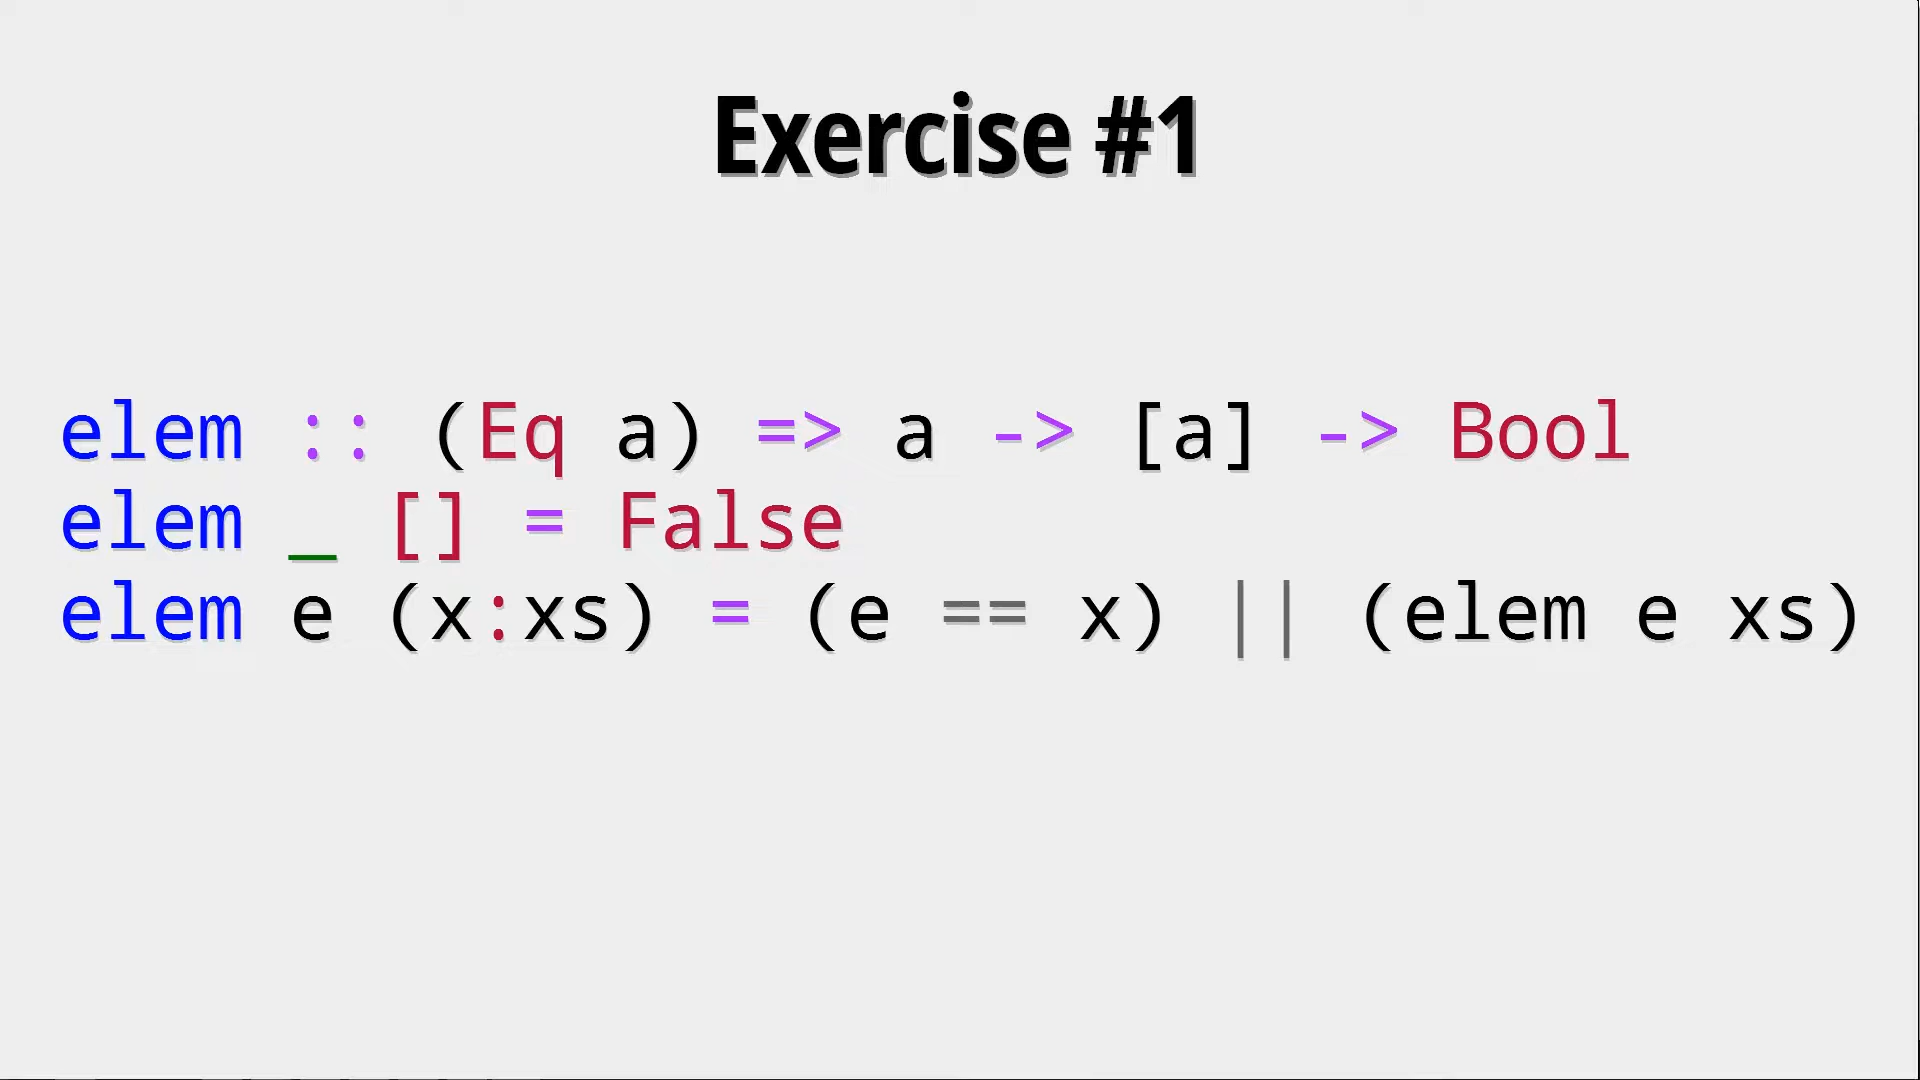 Exercise #1
elem :: (Eq a) => a -> [a] -> Bool
elem _ [] = False
elem e (x:xs) = (e == x) || (elem e xs)